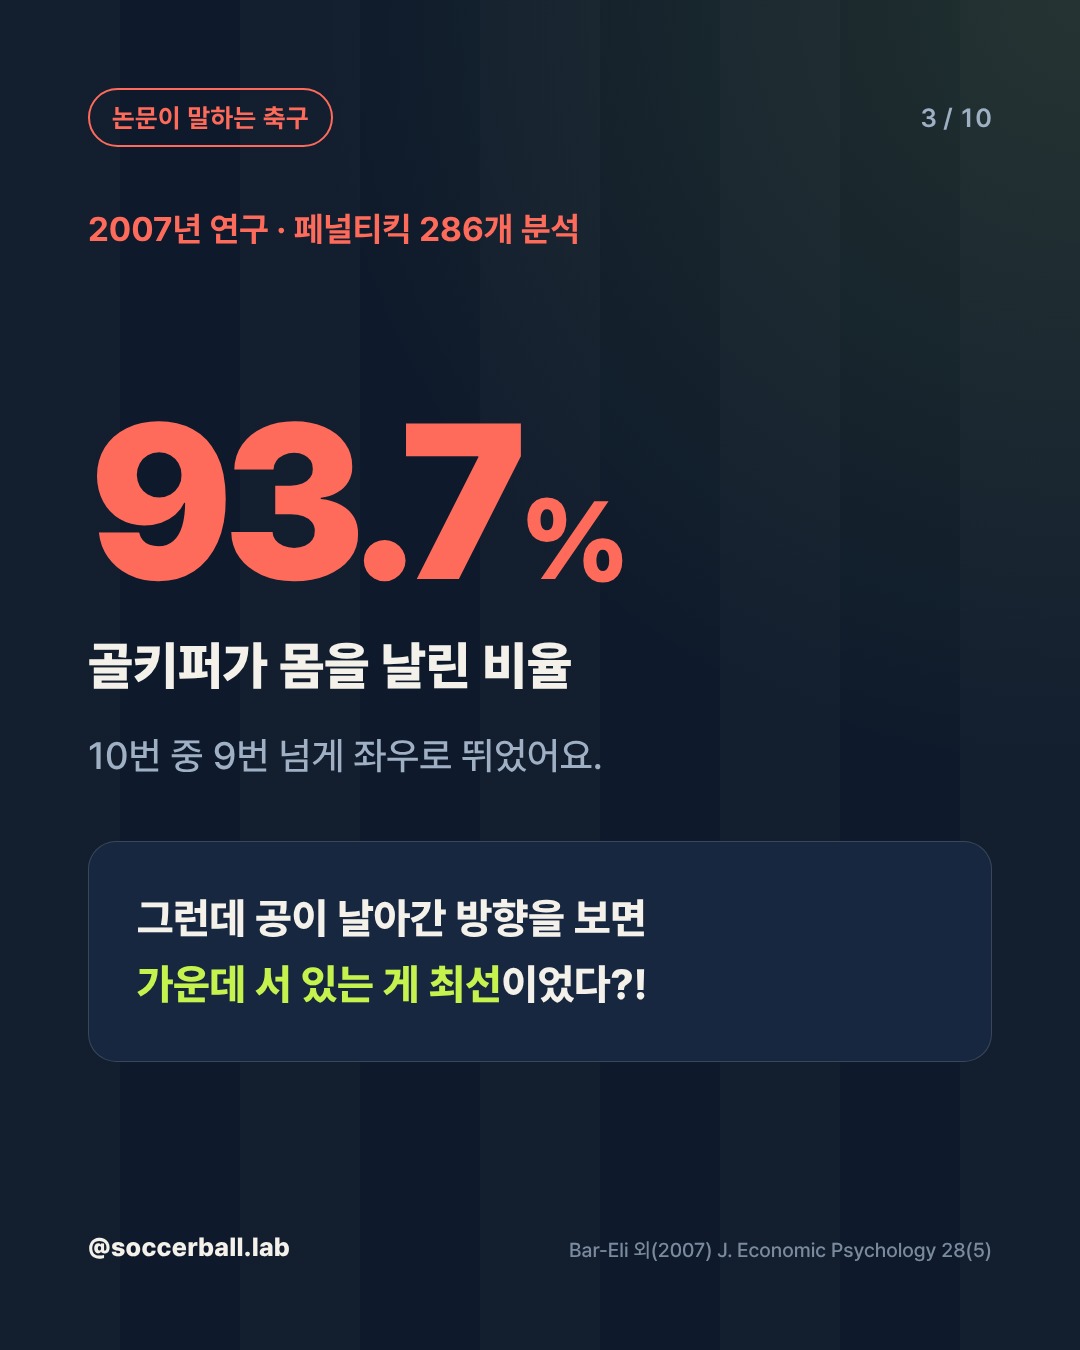 논문이 말하는 축구
3 / 10
2007년 연구 · 페널티킥 286개 분석
93.7%
골키퍼가 몸을 날린 비율
10번 중 9번 넘게 좌우로 뛰었어요.
그런데 공이 날아간 방향을 보면
가운데 서 있는 게 최선이었다?!
@soccerball.lab
Bar-Eli 외(2007) J. Economic Psychology 28(5)